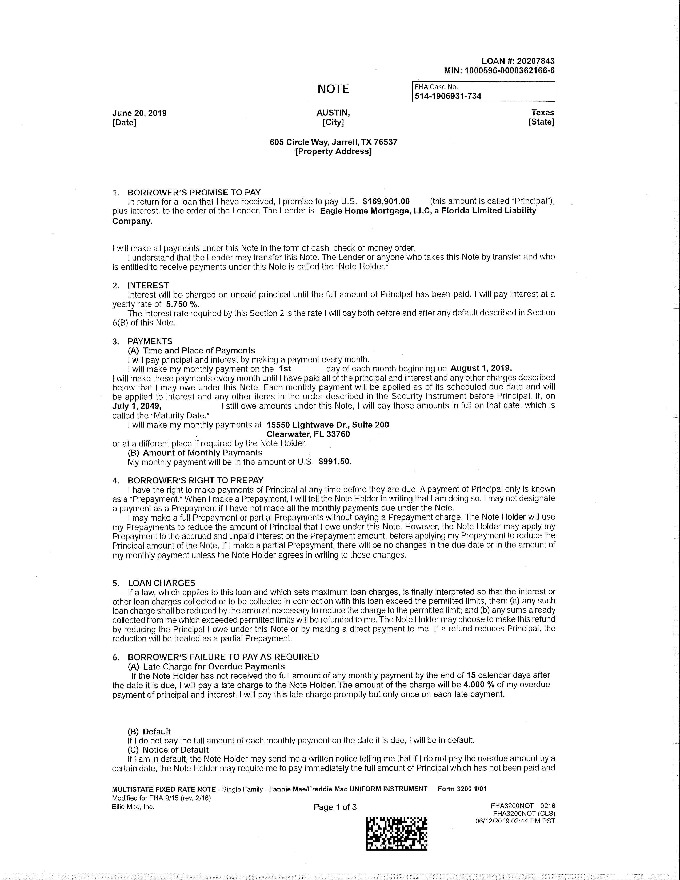 LOAN #: 20207843
MIN: 1000596-0000362166-6
NOTE
FHA Case No.
514-1906931-734
June 20, 2019 AUSTIN, Texas
[Date] [City] [State]
605 Circle Way, Jarrell, TX 76537
[Property Address]
1. BORROWER'S PROMISE TO PAY
In return for a loan that I have received, I promise to pay U.S. $169,901.00 (this amount is called "Principal"),
plus interest, to the order of the Lender. The Lender is Eagle Home Mortgage, LLC, a Florida Limited Liability
Company.
I will make all payments under this Note in the form of cash, check or money order.
I understand that the Lender may transfer this Note. The Lender or anyone who takes this Note by transfer and who
is entitled to receive payments under this Note is called the "Note Holder."
2. INTEREST
Interest will be charged on unpaid principal until the full amount of Principal has been paid. I will pay interest at a
yearly rate of 5.750 %.
The interest rate required by this Section 2 is the rate I will pay both before and after any default described in Section
6(B) of this Note.
3. PAYMENTS
(A) Time and Place of Payments
I will pay principal and interest by making a payment every month.
I will make my monthly payment on the 1st day of each month beginning on August 1, 2019.
I will make these payments every month until I have paid all of the principal and interest and any other charges described
below that I may owe under this Note. Each monthly payment will be applied as of its scheduled due date and will
be applied to interest and any other items in the order described in the Security Instrument before Principal. If, on
July 1, 2049, I still owe amounts under this Note, I will pay those amounts in full on that date, which is
called the "Maturity Date."
I will make my monthly payments at 15550 Lightwave Dr., Suite 200
Clearwater, FL 33760
or at a different place if required by the Note Holder.
(B) Amount of Monthly Payments
My monthly payment will be in the amount of U.S. $991.50.
4. BORROWER'S RIGHT TO PREPAY
I have the right to make payments of Principal at any time before they are due. A payment of Principal only is known
as a "Prepayment." When I make a Prepayment, I will tell the Note Holder in writing that I am doing so. I may not designate
a payment as a Prepayment if I have not made all the monthly payments due under the Note.
I may make a full Prepayment or partial Prepayments without paying a Prepayment charge. The Note Holder will use
my Prepayments to reduce the amount of Principal that I owe under this Note. However, the Note Holder may apply my
Prepayment to the accrued and unpaid interest on the Prepayment amount, before applying my Prepayment to reduce the
Principal amount of the Note. If I make a partial Prepayment, there will be no changes in the due date or in the amount of
my monthly payment unless the Note Holder agrees in writing to those changes.
5. LOAN CHARGES
If a law, which applies to this loan and which sets maximum loan charges, is finally interpreted so that the interest or
other loan charges collected or to be collected in connection with this loan exceed the permitted limits, then: (a) any such
loan charge shall be reduced by the amount necessary to reduce the charge to the permitted limit; and (b) any sums already
collected from me which exceeded permitted limits will be refunded to me. The Note Holder may choose to make this refund
by reducing the Principal I owe under this Note or by making a direct payment to me. If a refund reduces Principal, the
reduction will be treated as a partial Prepayment.
6. BORROWER'S FAILURE TO PAY AS REQUIRED
(A) Late Charge for Overdue Payments
If the Note Holder has not received the full amount of any monthly payment by the end of 15 calendar days after
the date it is due, I will pay a late charge to the Note Holder. The amount of the charge will be 4.000 % of my overdue
payment of principal and interest. I will pay this late charge promptly but only once on each late payment.
(B) Default
If I do not pay the full amount of each monthly payment on the date it is due, I will be in default.
(C) Notice of Default
If I am in default, the Note Holder may send me a written notice telling me that if I do not pay the overdue amount by a
certain date, the Note Holder may require me to pay immediately the full amount of Principal which has not been paid and
MULTISTATE FIXED RATE NOTE Single Family Fannie Mae/Freddie Mac UNIFORM INSTRUMENT Form 3200 1/01
Modified for FHA 9/15 (rev. 2/16)
Ellie Mae, Inc. Page 1 of 3 FHA3200NOT 0216
FHA3200NOT (CLS)
PST